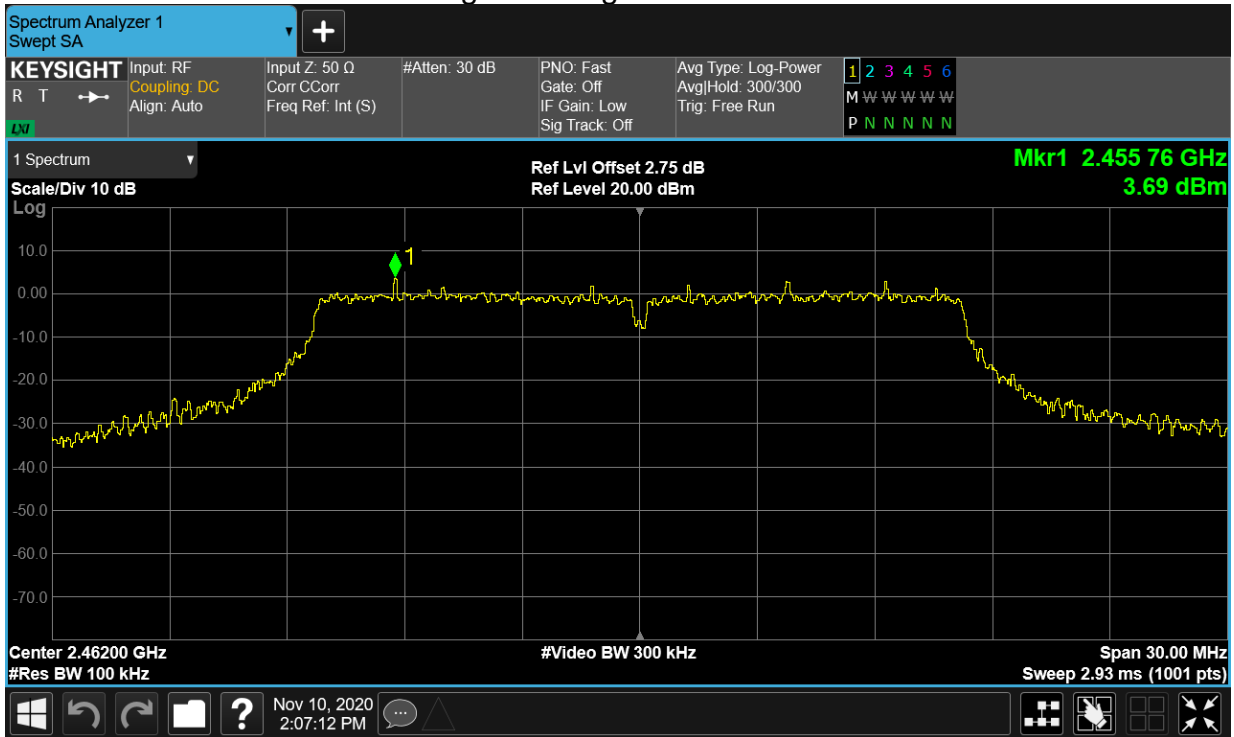 Spectrum Analyzer 1
Swept SA
KEYSIGHT
R T
LXI
Input: RF
Coupling: DC
Align: Auto
Input Z: 50 Ω
Corr CCorr
Freq Ref: Int (S)
#Atten: 30 dB
PNO: Fast
Gate: Off
IF Gain: Low
Sig Track: Off
Avg Type: Log-Power
Avg|Hold: 300/300
Trig: Free Run
1 2 3 4 5 6
M W W W W W
P N N N N N
1 Spectrum
Scale/Div 10 dB
Log
Ref Lvl Offset 2.75 dB
Ref Level 20.00 dBm
Mkr1 2.455 76 GHz
3.69 dBm
1
10.0
0.00
-10.0
-20.0
-30.0
-40.0
-50.0
-60.0
-70.0
Center 2.46200 GHz
#Res BW 100 kHz
#Video BW 300 kHz
Span 30.00 MHz
Sweep 2.93 ms (1001 pts)
?
Nov 10, 2020
2:07:12 PM